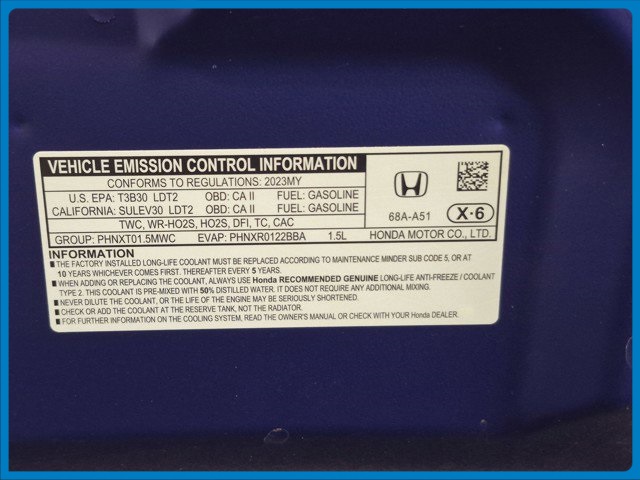 VEHICLE EMISSION CONTROL INFORMATION
CONFORMS TO REGULATIONS: 2023MY
U.S. EPA: T3B30 LDT2 OBD: CA II FUEL: GASOLINE
CALIFORNIA: SULEV30 LDT2 OBD: CA II FUEL: GASOLINE
TWC, WR-HO2S, HO2S, DFI, TC, CAC
GROUP: PHNXT01.5MWC EVAP: PHNXR0122BBA 1.5L
68A-A51
X·6
HONDA MOTOR CO., LTD.
INFORMATION
■ THE FACTORY INSTALLED LONG-LIFE COOLANT MUST BE REPLACED ACCORDING TO MAINTENANCE MINDER SUB CODE 5, OR AT
10 YEARS WHICHEVER COMES FIRST. THEREAFTER EVERY 5 YEARS.
■ WHEN ADDING OR REPLACING THE COOLANT, ALWAYS USE Honda RECOMMENDED GENUINE LONG-LIFE ANTI-FREEZE / COOLANT
TYPE 2. THIS COOLANT IS PRE-MIXED WITH 50% DISTILLED WATER. IT DOES NOT REQUIRE ANY ADDITIONAL MIXING.
■ NEVER DILUTE THE COOLANT, OR THE LIFE OF THE ENGINE MAY BE SERIOUSLY SHORTENED.
■ CHECK OR ADD THE COOLANT AT THE RESERVE TANK, NOT THE RADIATOR.
■ FOR FURTHER INFORMATION ON THE COOLING SYSTEM, READ THE OWNER'S MANUAL OR CHECK WITH YOUR Honda DEALER.